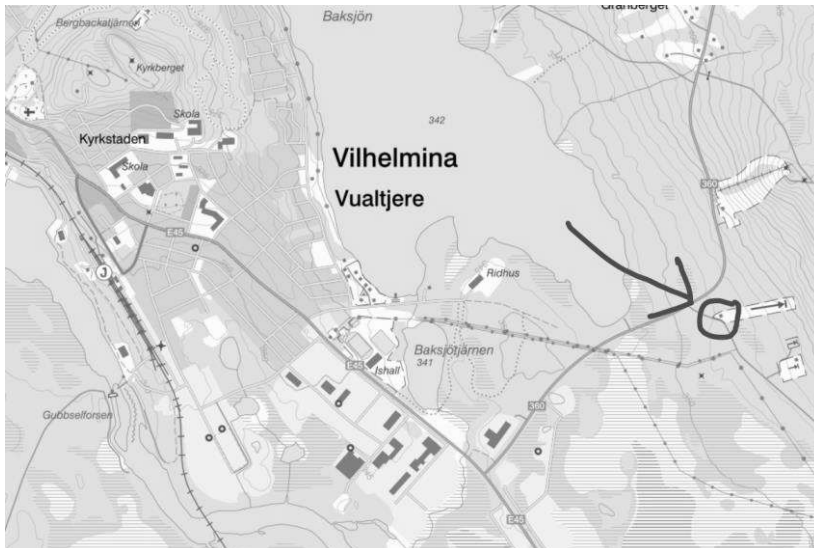 Baksjön
Granberget
Bergbackatjärnen
Kyrkberget
Skola
342
Kyrkstaden
Skola
Vilhelmina
Vualtjere
360
E45
J
Ridhus
Baksjötjärnen
341
Ishall
E45
360
Gubbselforsen
E45